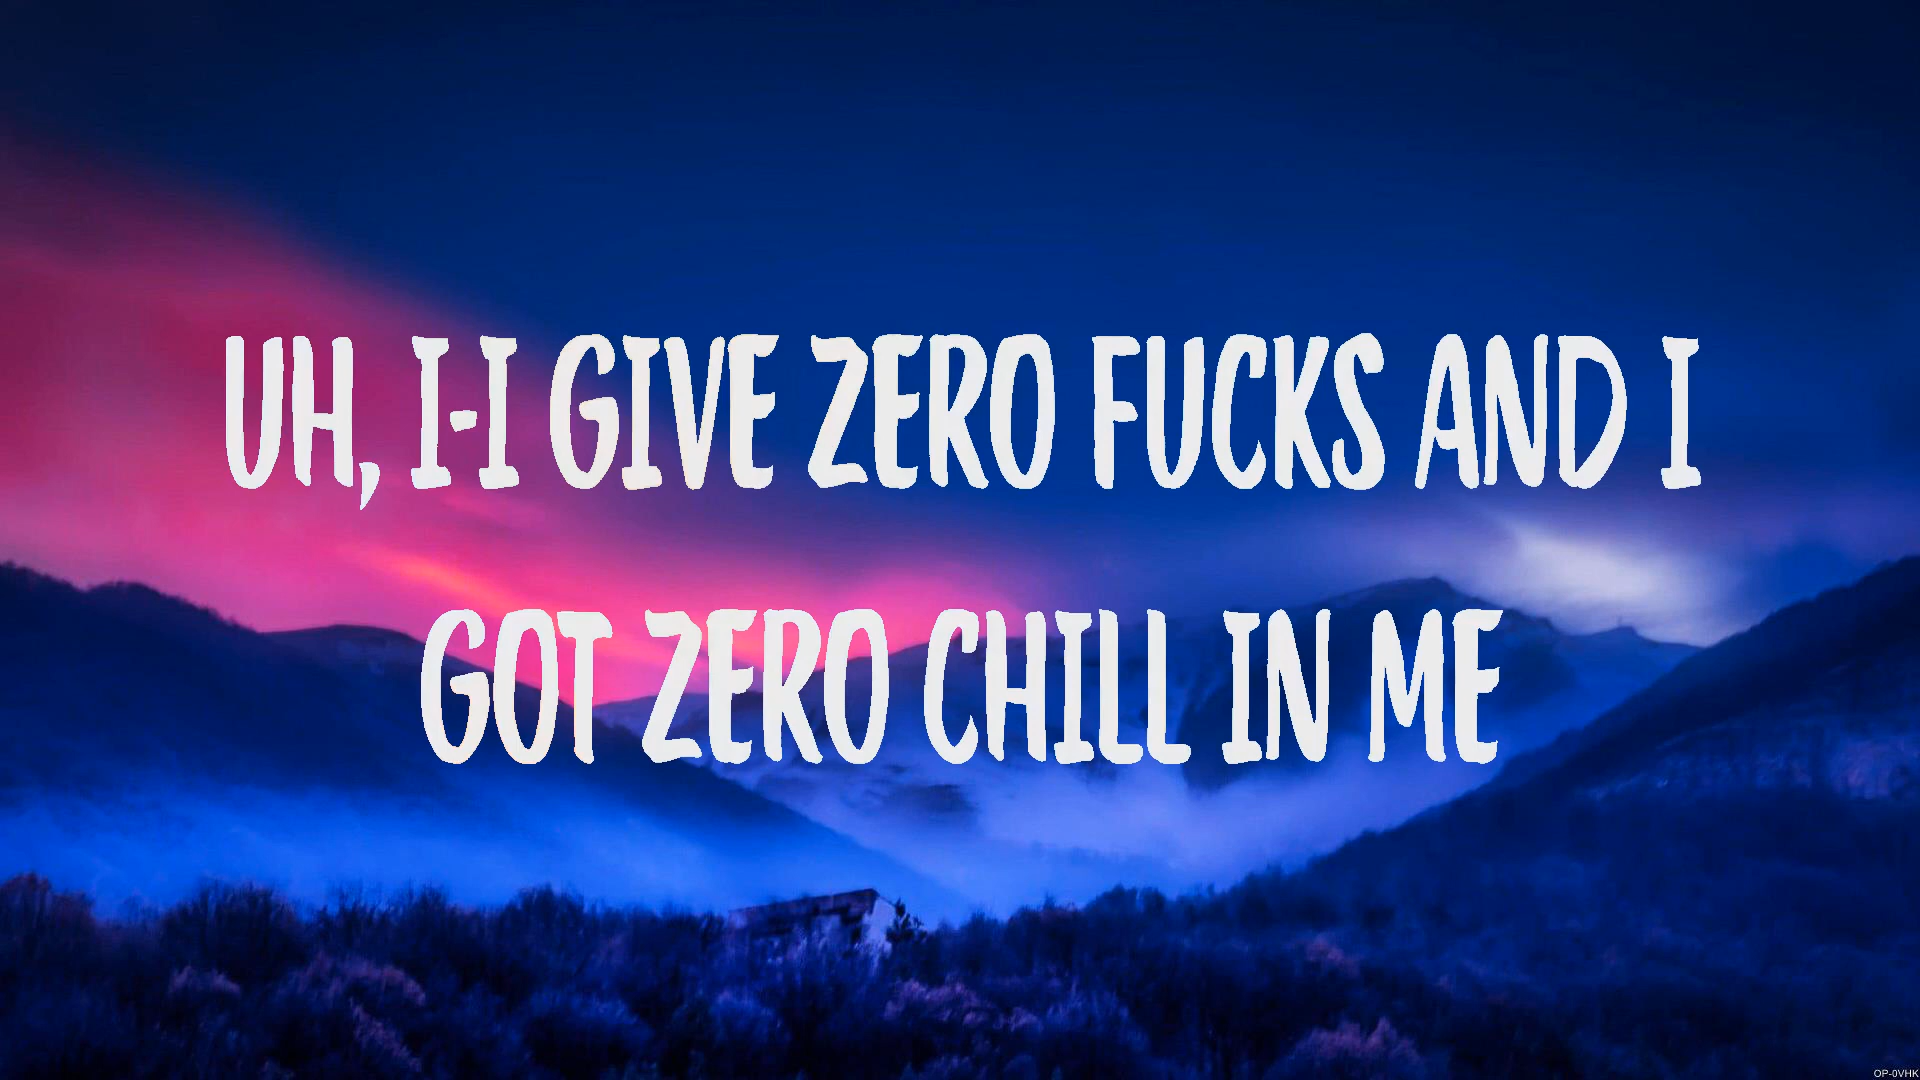 UH, I-I GIVE ZERO FUCKS AND I
GOT ZERO CHILL IN ME
OP-0VHK